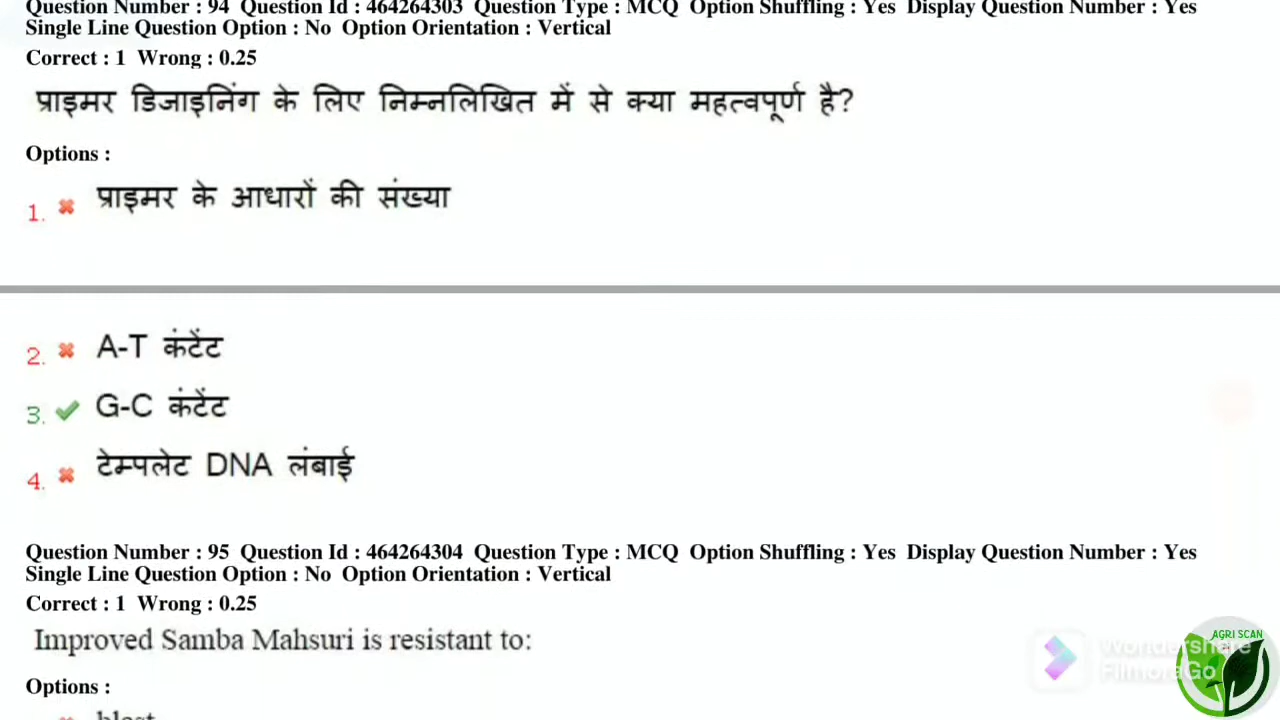 Question Number : 94 Question Id : 464264303 Question Type : MCQ Option Shuffling : Yes Display Question Number : Yes
Single Line Question Option : No Option Orientation : Vertical
Correct : 1 Wrong : 0.25
प्राइमर डिजाइनिंग के लिए निम्नलिखित में से क्या महत्वपूर्ण है?
Options :
1. प्राइमर के आधारों की संख्या
2. A-T कंटेंट
3. G-C कंटेंट
4. टेम्पलेट DNA लंबाई
Question Number : 95 Question Id : 464264304 Question Type : MCQ Option Shuffling : Yes Display Question Number : Yes
Single Line Question Option : No Option Orientation : Vertical
Correct : 1 Wrong : 0.25
Improved Samba Mahsuri is resistant to:
AGRI SCAN
Wondershare
FilmoraGo
Options :
blast